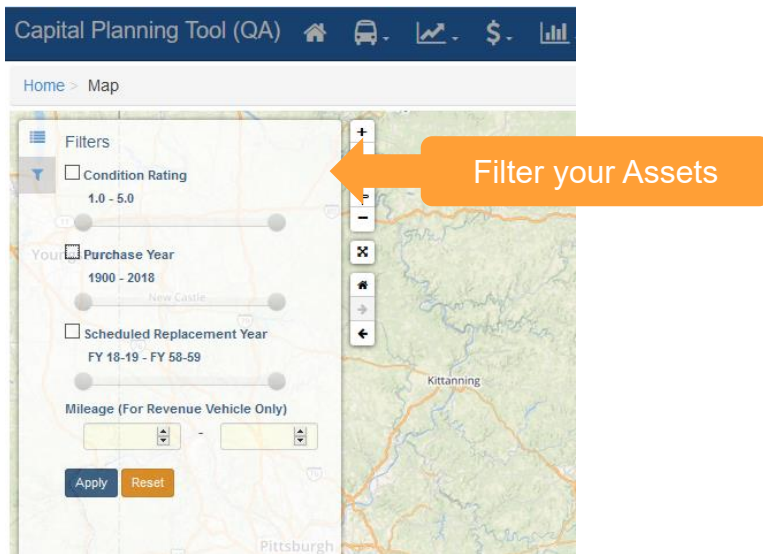 Capital Planning Tool (QA)
Home > Map
Filters
Condition Rating
1.0 - 5.0
Purchase Year
1900 - 2018
New Castle
Scheduled Replacement Year
FY 18-19 - FY 58-59
Mileage (For Revenue Vehicle Only)
-
Apply Reset
Filter your Assets
Kittanning
Pittsburgh